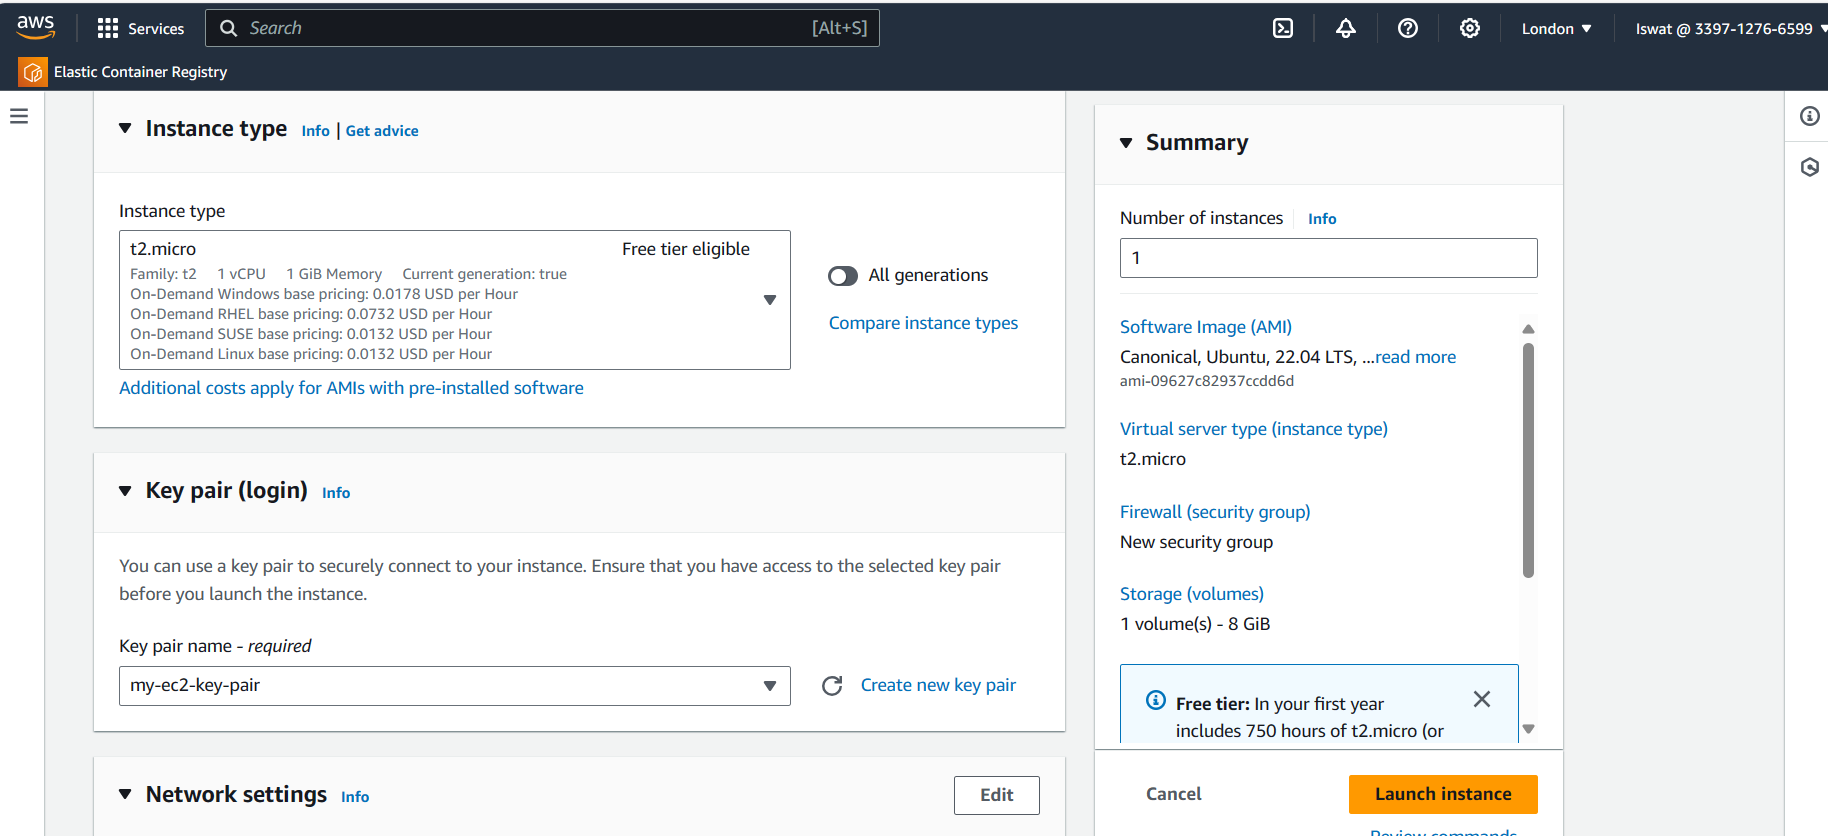 aws
Services
Search
[Alt+S]
London
Iswat @ 3397-1276-6599
Elastic Container Registry
Instance type
Info | Get advice
Instance type
t2.micro
Free tier eligible
Family: t2 1 vCPU 1 GiB Memory Current generation: true
On-Demand Windows base pricing: 0.0178 USD per Hour
On-Demand RHEL base pricing: 0.0732 USD per Hour
On-Demand SUSE base pricing: 0.0132 USD per Hour
On-Demand Linux base pricing: 0.0132 USD per Hour
All generations
Compare instance types
Additional costs apply for AMIs with pre-installed software
Key pair (login)
Info
You can use a key pair to securely connect to your instance. Ensure that you have access to the selected key pair
before you launch the instance.
Key pair name - required
my-ec2-key-pair
Create new key pair
Network settings
Info
Edit
Summary
Number of instances
Info
1
Software Image (AMI)
Canonical, Ubuntu, 22.04 LTS, ...read more
ami-09627c82937ccdd6d
Virtual server type (instance type)
t2.micro
Firewall (security group)
New security group
Storage (volumes)
1 volume(s) - 8 GiB
Free tier: In your first year
includes 750 hours of t2.micro (or
Cancel
Launch instance
Review commands